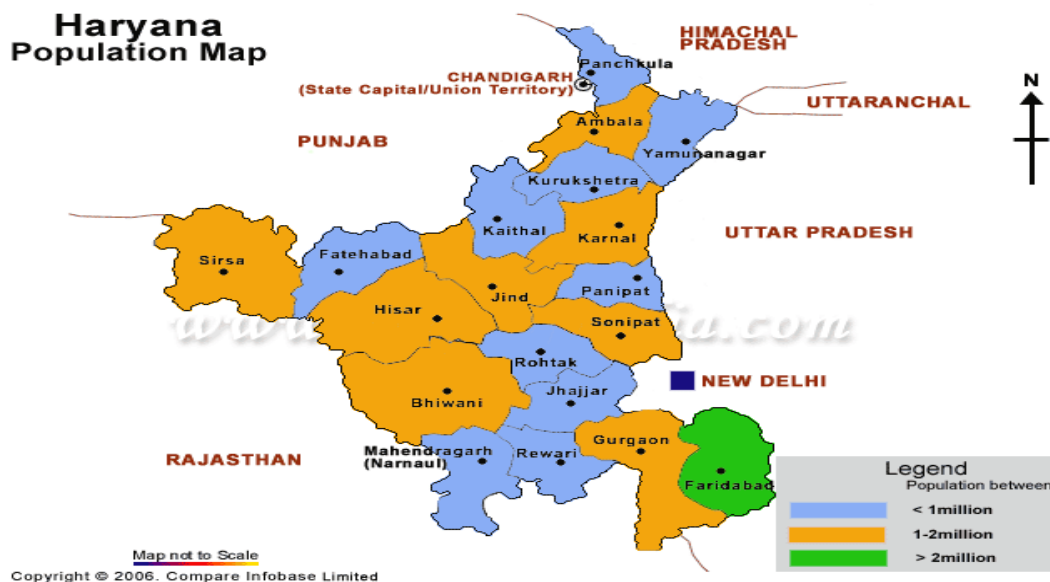 Haryana
Population Map
HIMACHAL
PRADESH
Panchkula
CHANDIGARH
(State Capital/Union Territory)
N
UTTARANCHAL
Ambala
PUNJAB
Yamunanagar
Kurukshetra
Kaithal
Karnal
UTTAR PRADESH
Sirsa
Fatehabad
Jind
Panipat
Hisar
Sonipat
Rohtak
NEW DELHI
Jhajjar
Bhiwani
Gurgaon
Mahendragarh
(Narnaul)
Rewari
RAJASTHAN
Faridabad
Legend
Population between
< 1million
1-2million
> 2million
Map not to Scale
Copyright © 2006. Compare Infobase Limited